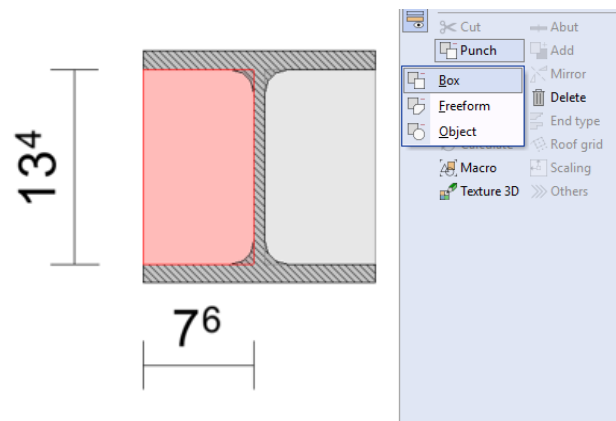 Cut
Abut
Punch
Add
Box
Mirror
Freeform
Delete
Object
End type
Calculate
Roof grid
Macro
Scaling
Texture 3D
Others
13⁴
7⁶